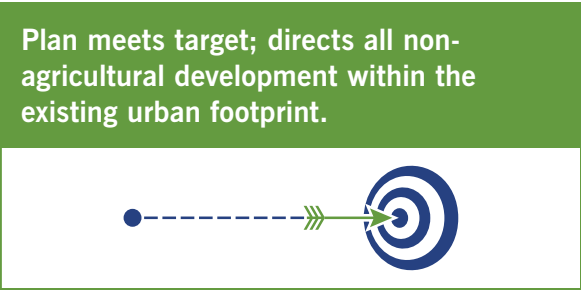 Plan meets target; directs all non-
agricultural development within the
existing urban footprint.